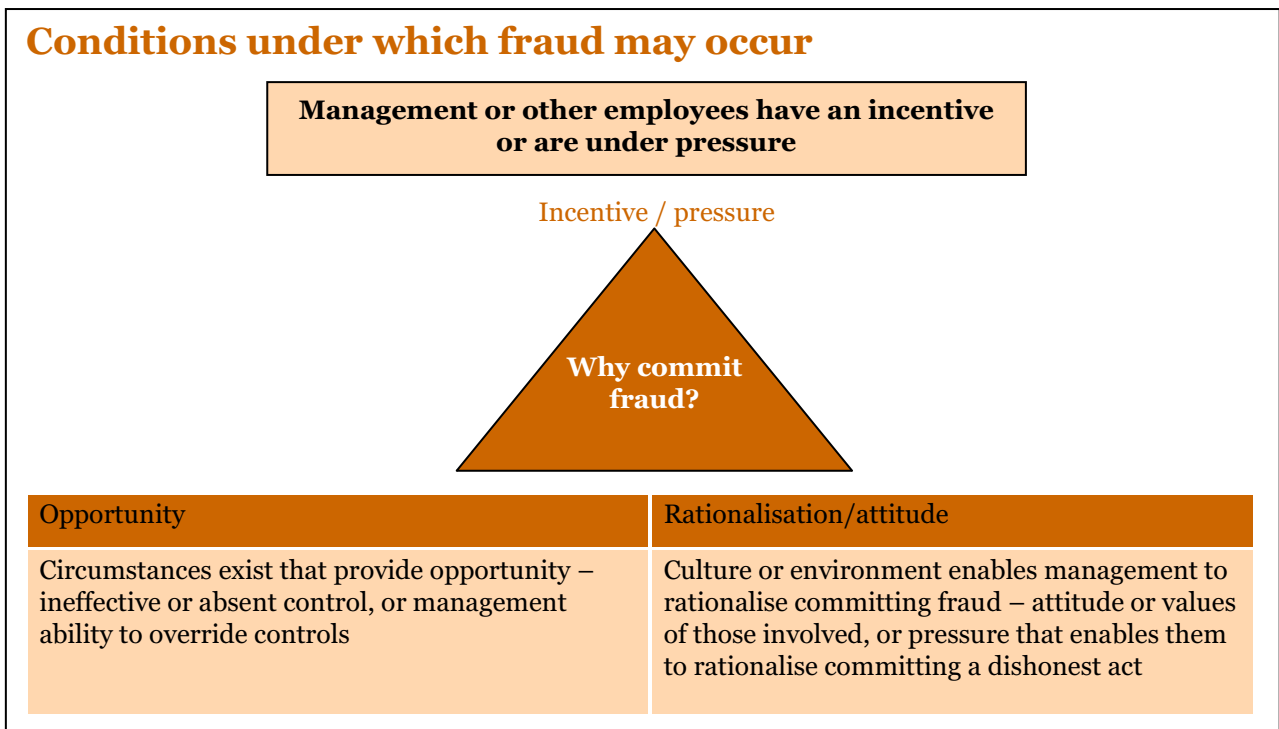 Conditions under which fraud may occur
Management or other employees have an incentive
or are under pressure
Incentive / pressure
Why commit
fraud?
Opportunity
Rationalisation/attitude
Circumstances exist that provide opportunity –
ineffective or absent control, or management
ability to override controls
Culture or environment enables management to
rationalise committing fraud – attitude or values
of those involved, or pressure that enables them
to rationalise committing a dishonest act